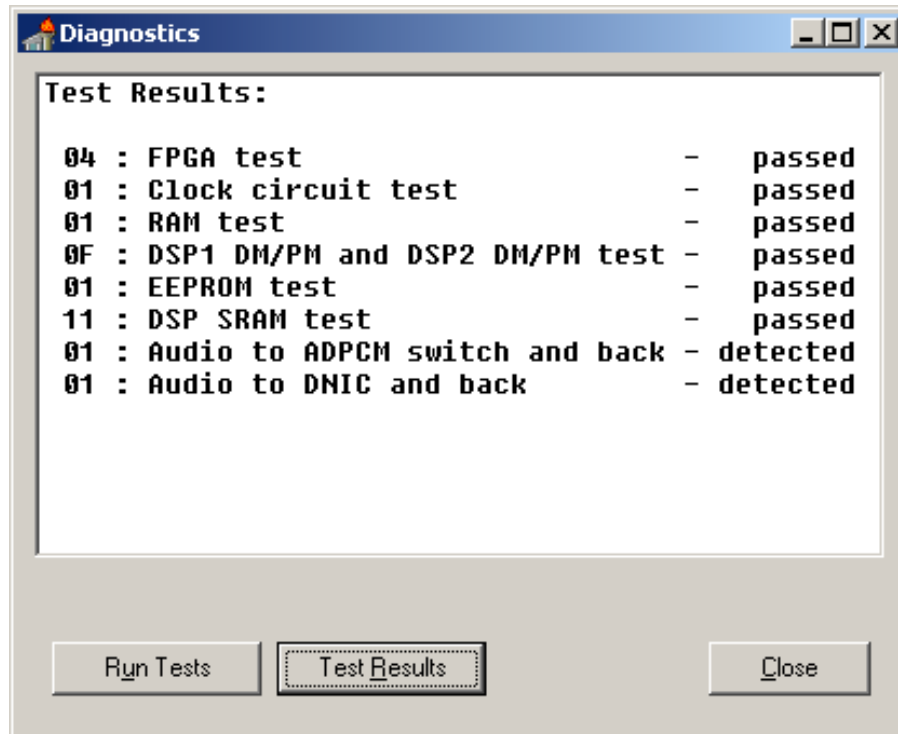 Diagnostics
Test Results:
04 : FPGA test - passed
01 : Clock circuit test - passed
01 : RAM test - passed
0F : DSP1 DM/PM and DSP2 DM/PM test - passed
01 : EEPROM test - passed
11 : DSP SRAM test - passed
01 : Audio to ADPCM switch and back - detected
01 : Audio to DNIC and back - detected
Run Tests Test Results Close